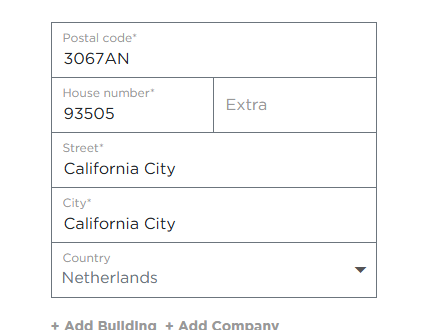 Postal code*
3067AN
House number*
93505
Extra
Street*
California City
City*
California City
Country
Netherlands
+ Add Building + Add Company